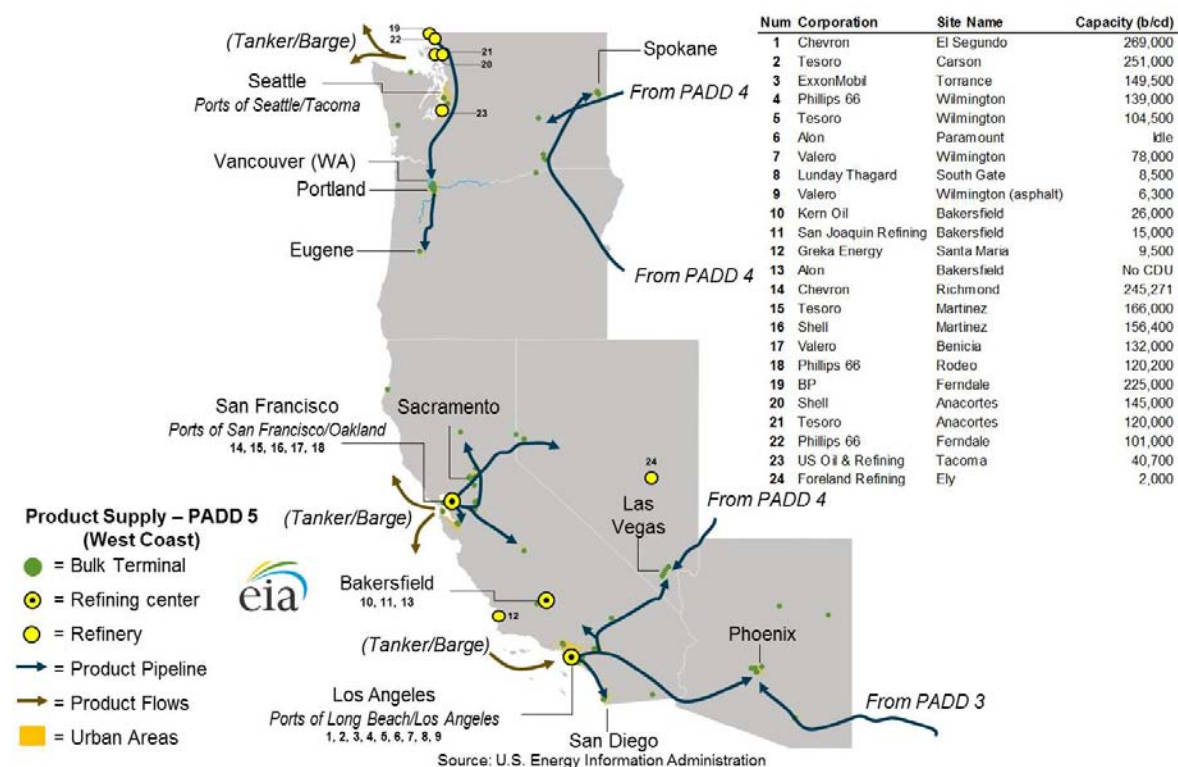 19
22
(Tanker/Barge)
21
20
Seattle
Ports of Seattle/Tacoma
23
Spokane
From PADD 4
Vancouver (WA)
Portland
Eugene
From PADD 4
Num Corporation Site Name Capacity (b/cd)
1 Chevron El Segundo 269,000
2 Tesoro Carson 251,000
3 ExxonMobil Torrance 149,500
4 Phillips 66 Wilmington 139,000
5 Tesoro Wilmington 104,500
6 Alon Paramount Idle
7 Valero Wilmington 78,000
8 Lunday Thagard South Gate 8,500
9 Valero Wilmington (asphalt) 6,300
10 Kern Oil Bakersfield 26,000
11 San Joaquin Refining Bakersfield 15,000
12 Greka Energy Santa Maria 9,500
13 Alon Bakersfield No CDU
14 Chevron Richmond 245,271
15 Tesoro Martinez 166,000
16 Shell Martinez 156,400
17 Valero Benicia 132,000
18 Phillips 66 Rodeo 120,200
19 BP Ferndale 225,000
20 Shell Anacortes 145,000
21 Tesoro Anacortes 120,000
22 Phillips 66 Ferndale 101,000
23 US Oil & Refining Tacoma 40,700
24 Foreland Refining Ely 2,000
San Francisco
Ports of San Francisco/Oakland
14, 15, 16, 17, 18
Sacramento
24
Las
Vegas
From PADD 4
(Tanker/Barge)
Product Supply – PADD 5
(West Coast)
= Bulk Terminal
= Refining center
= Refinery
= Product Pipeline
= Product Flows
= Urban Areas
eia
Bakersfield
10, 11, 13
12
(Tanker/Barge)
Phoenix
From PADD 3
Los Angeles
Ports of Long Beach/Los Angeles
1, 2, 3, 4, 5, 6, 7, 8, 9
San Diego
Source: U.S. Energy Information Administration